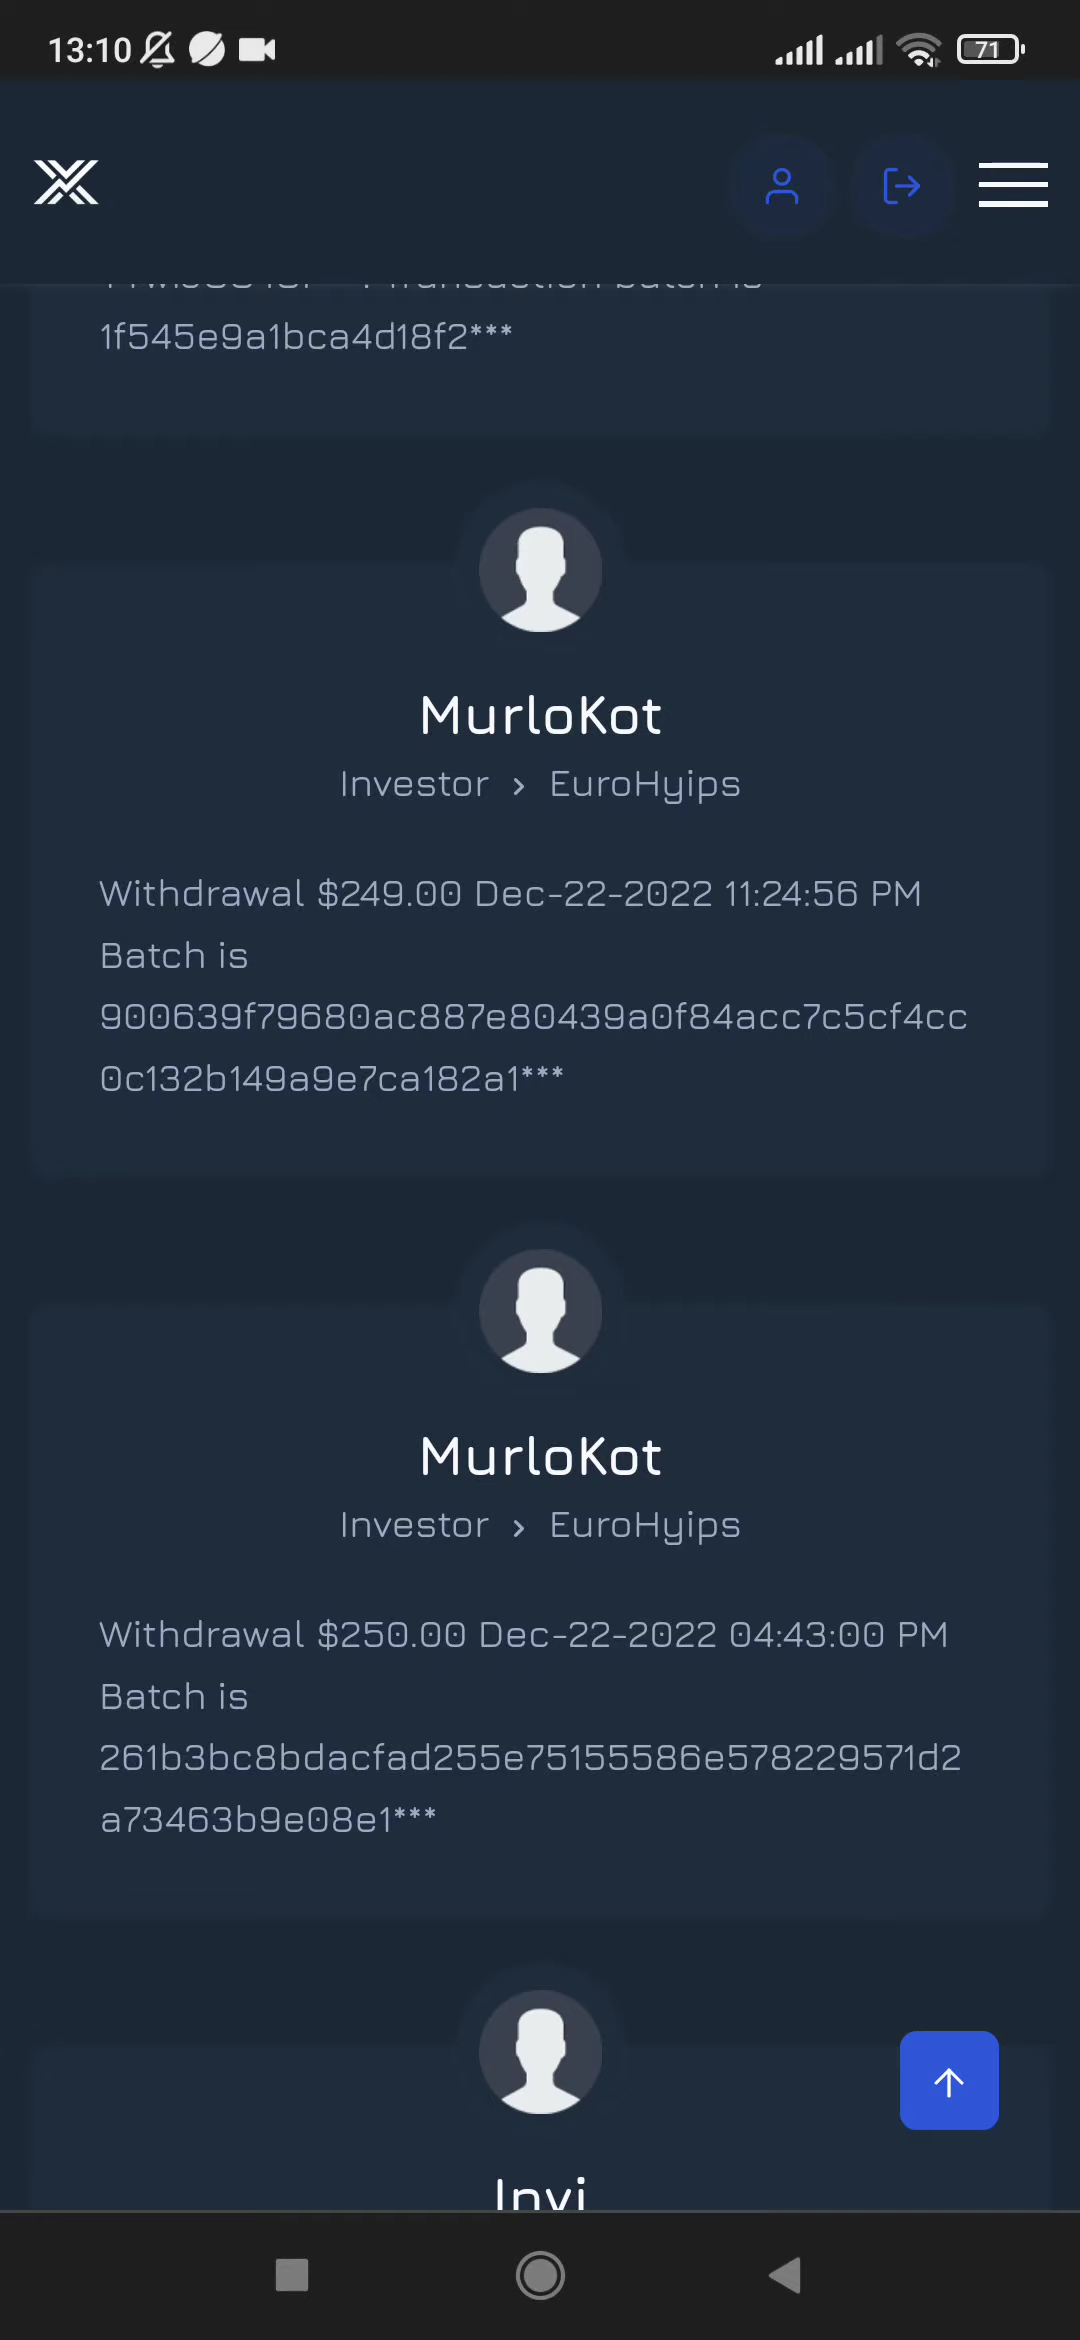 13:10
71
1f545e9a1bca4d18f2***
MurloKot
Investor > EuroHyips
Withdrawal $249.00 Dec-22-2022 11:24:56 PM
Batch is
900639f79680ac887e80439a0f84acc7c5cf4cc
0c132b149a9e7ca182a1***
MurloKot
Investor > EuroHyips
Withdrawal $250.00 Dec-22-2022 04:43:00 PM
Batch is
261b3bc8bdacfad255e75155586e578229571d2
a73463b9e08e1***
Invi